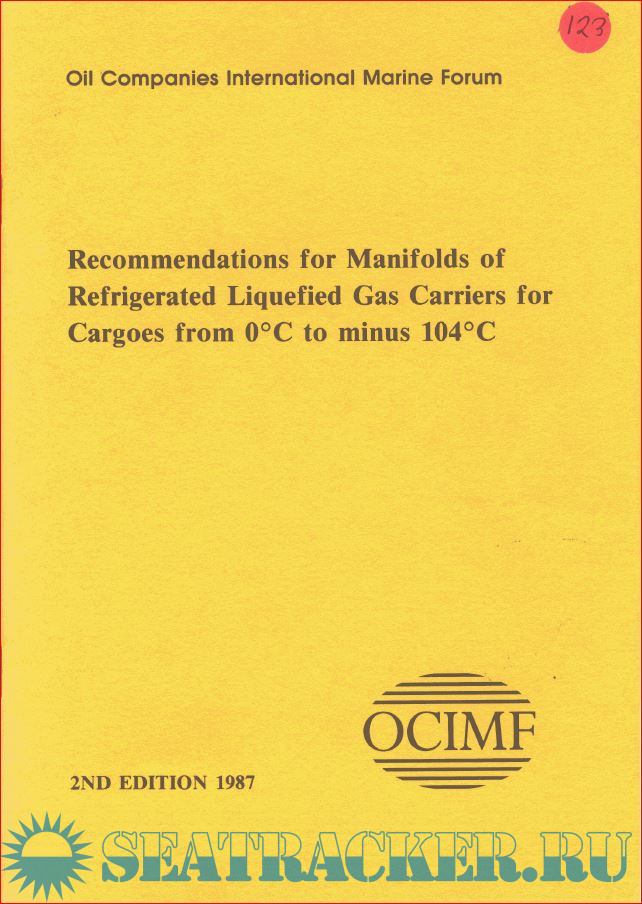 123
Oil Companies International Marine Forum
Recommendations for Manifolds of
Refrigerated Liquefied Gas Carriers for
Cargoes from 0°C to minus 104°C
OCIMF
2ND EDITION 1987
SEATRACKER.RU